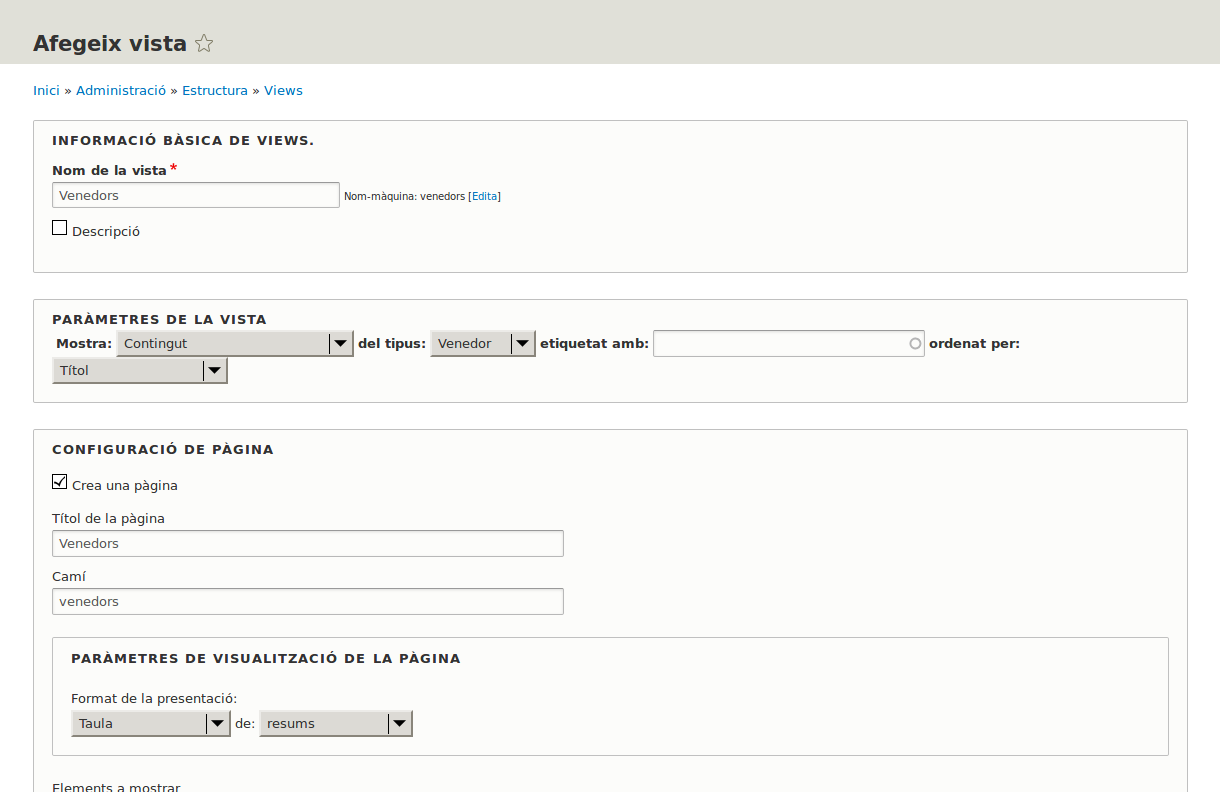 Afegeix vista
Inici » Administració » Estructura » Views
INFORMACIÓ BÀSICA DE VIEWS.
Nom de la vista *
Venedors Nom-màquina: venedors [Edita]
Descripció
PARÀMETRES DE LA VISTA
Mostra: Contingut del tipus: Venedor etiquetat amb: ordenat per:
Títol
CONFIGURACIÓ DE PÀGINA
Crea una pàgina
Títol de la pàgina
Venedors
Camí
venedors
PARÀMETRES DE VISUALITZACIÓ DE LA PÀGINA
Format de la presentació:
Taula de: resums
Elements a mostrar